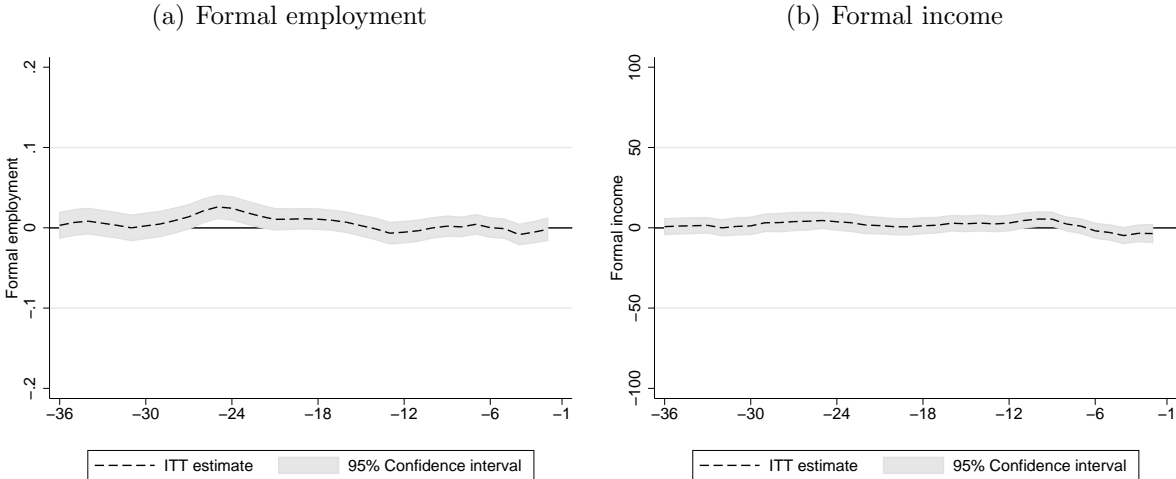 (a) Formal employment
.2
.1
0
−.1
−.2
Formal employment
−36 −30 −24 −18 −12 −6 −1
ITT estimate 95% Confidence interval
(b) Formal income
100
50
0
−50
−100
Formal income
−36 −30 −24 −18 −12 −6 −1
ITT estimate 95% Confidence interval